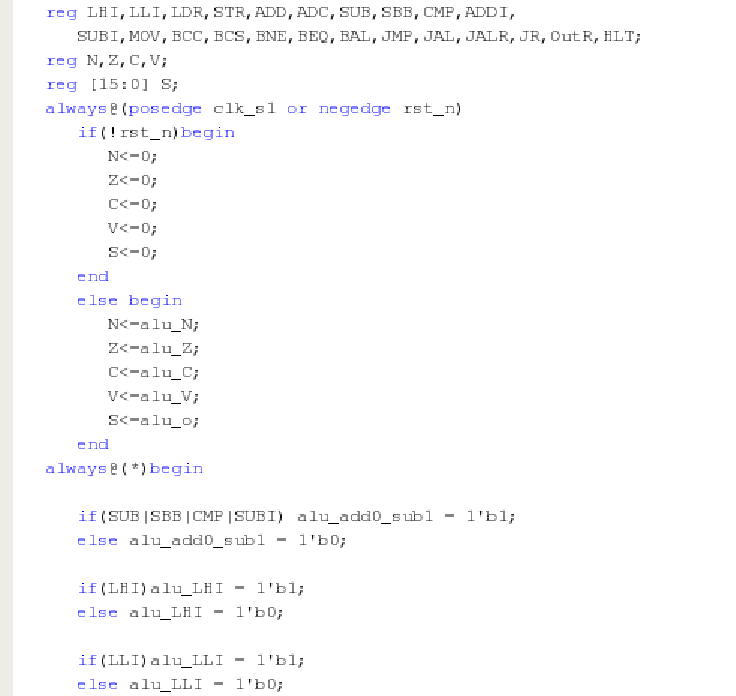 reg LHI,LLI,LDR,STR,ADD,ADC,SUB,SBB,CMP,ADDI,
SUBI,MOV,BCC,BCS,BNE,BEQ,BAL,JMP,JAL,JALR,JR,OutR,HLT;
reg N,Z,C,V;
reg [15:0] S;
always@(posedge clk_s1 or negedge rst_n)
if(!rst_n)begin
N<=0;
Z<=0;
C<=0;
V<=0;
S<=0;
end
else begin
N<=alu_N;
Z<=alu_Z;
C<=alu_C;
V<=alu_V;
S<=alu_o;
end
always@(*)begin
if(SUB|SBB|CMP|SUBI) alu_add0_sub1 = 1'b1;
else alu_add0_sub1 = 1'b0;
if(LHI)alu_LHI = 1'b1;
else alu_LHI = 1'b0;
if(LLI)alu_LLI = 1'b1;
else alu_LLI = 1'b0;